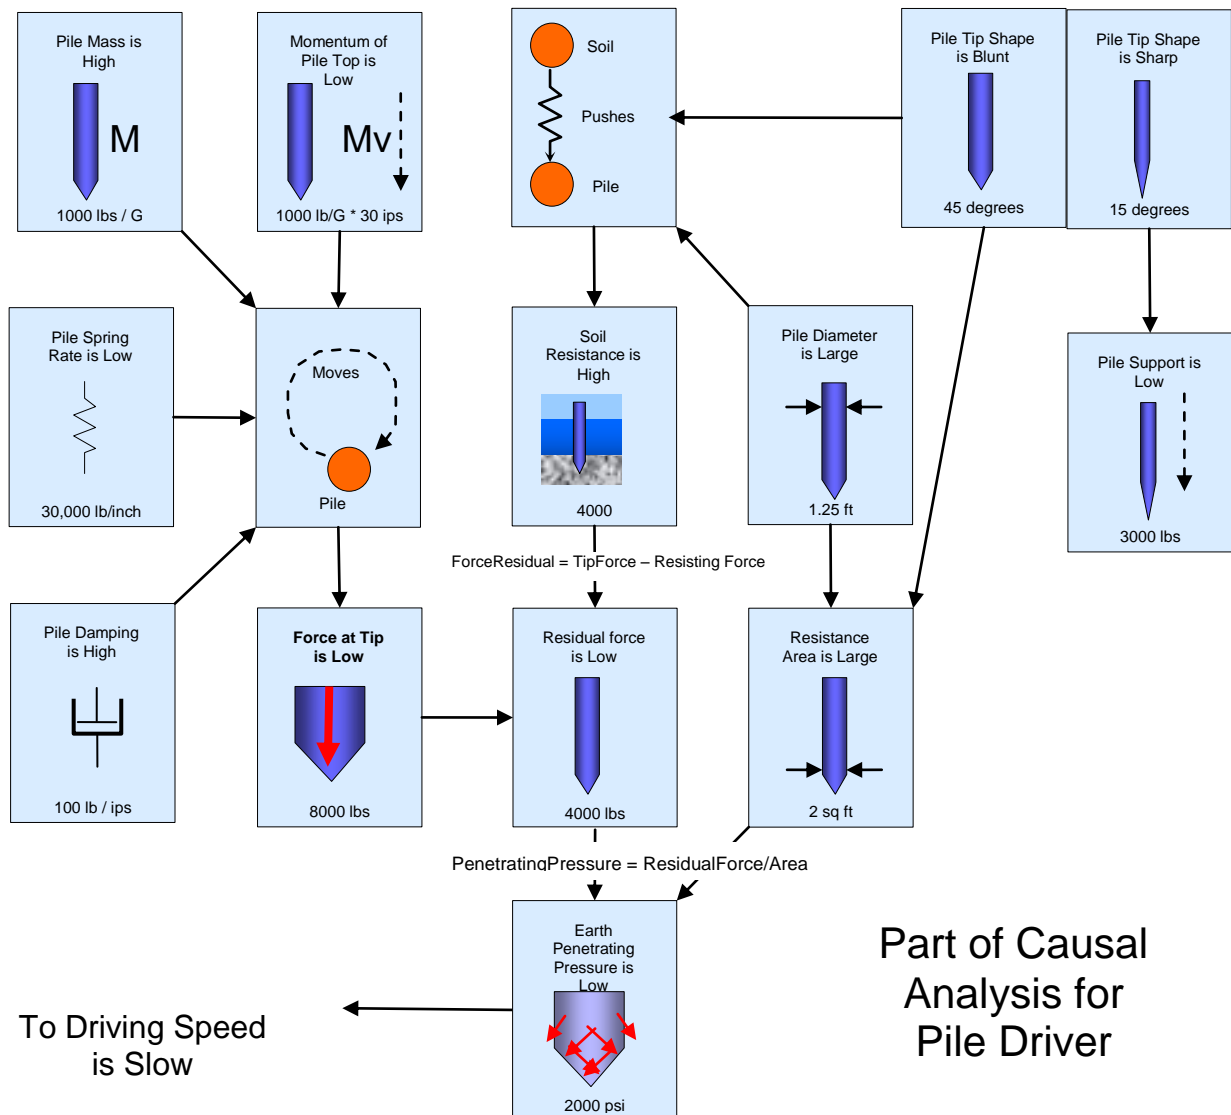 Pile Mass is
High
M
1000 lbs / G
Momentum of
Pile Top is
Low
Mv
1000 lb/G * 30 ips
Soil
Pushes
Pile
Pile Tip Shape
is Blunt
45 degrees
Pile Tip Shape
is Sharp
15 degrees
Pile Spring
Rate is Low
30,000 lb/inch
Moves
Pile
Soil
Resistance is
High
4000
Pile Diameter
is Large
1.25 ft
Pile Support is
Low
3000 lbs
ForceResidual = TipForce – Resisting Force
Pile Damping
is High
100 lb / ips
Force at Tip
is Low
8000 lbs
Residual force
is Low
4000 lbs
Resistance
Area is Large
2 sq ft
PenetratingPressure = ResidualForce/Area
Earth
Penetrating
Pressure is
Low
2000 psi
To Driving Speed
is Slow
Part of Causal
Analysis for
Pile Driver